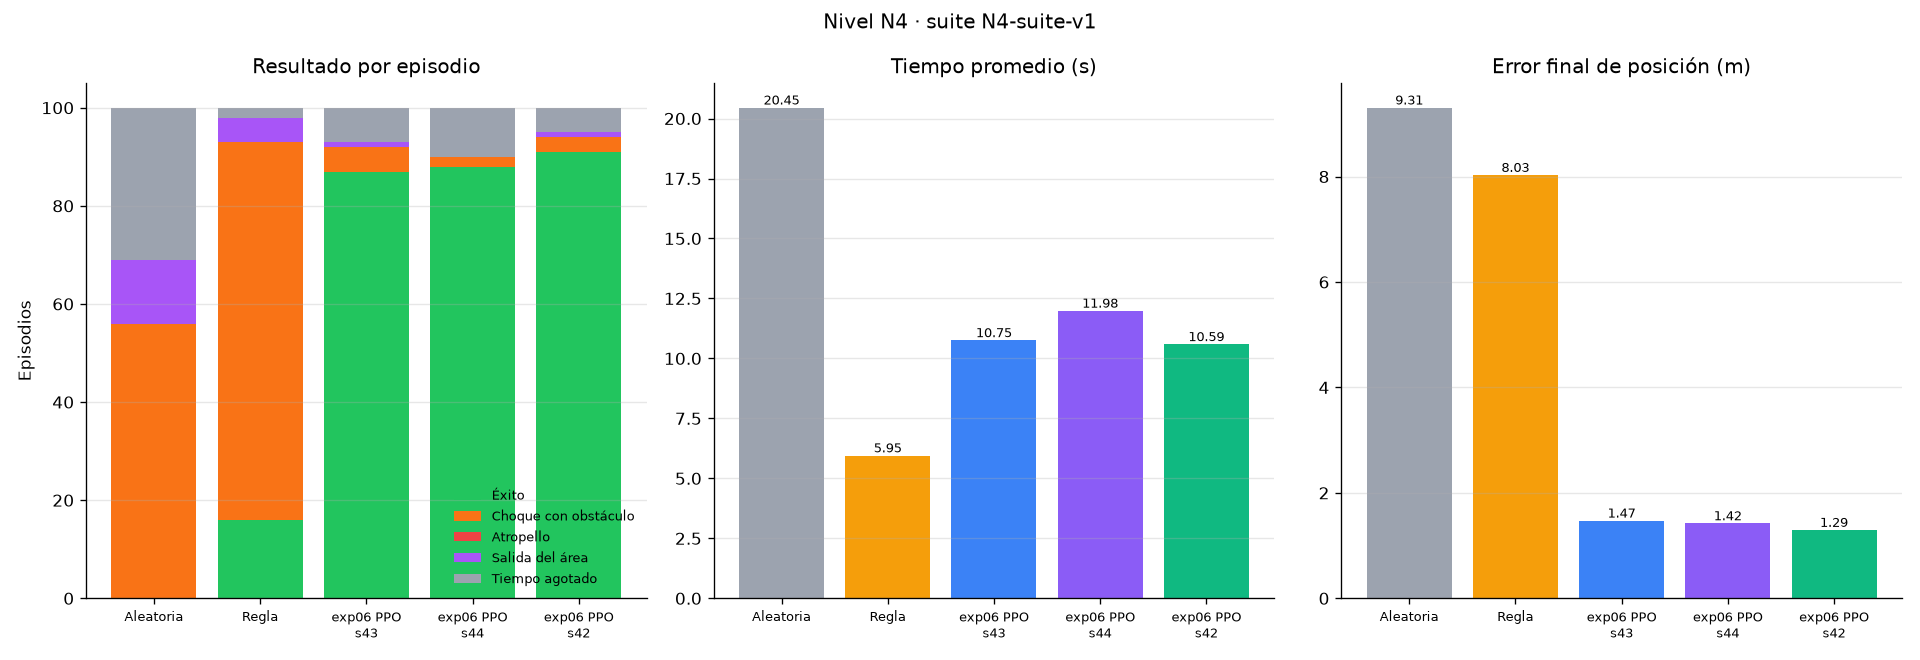 Nivel N4 · suite N4-suite-v1
Resultado por episodio
Episodios
100
80
60
40
20
0
Éxito
Choque con obstáculo
Atropello
Salida del área
Tiempo agotado
Aleatoria
Regla
exp06 PPO
s43
exp06 PPO
s44
exp06 PPO
s42
Tiempo promedio (s)
20.0
17.5
15.0
12.5
10.0
7.5
5.0
2.5
0.0
20.45
5.95
10.75
11.98
10.59
Aleatoria
Regla
exp06 PPO
s43
exp06 PPO
s44
exp06 PPO
s42
Error final de posición (m)
8
6
4
2
0
9.31
8.03
1.47
1.42
1.29
Aleatoria
Regla
exp06 PPO
s43
exp06 PPO
s44
exp06 PPO
s42